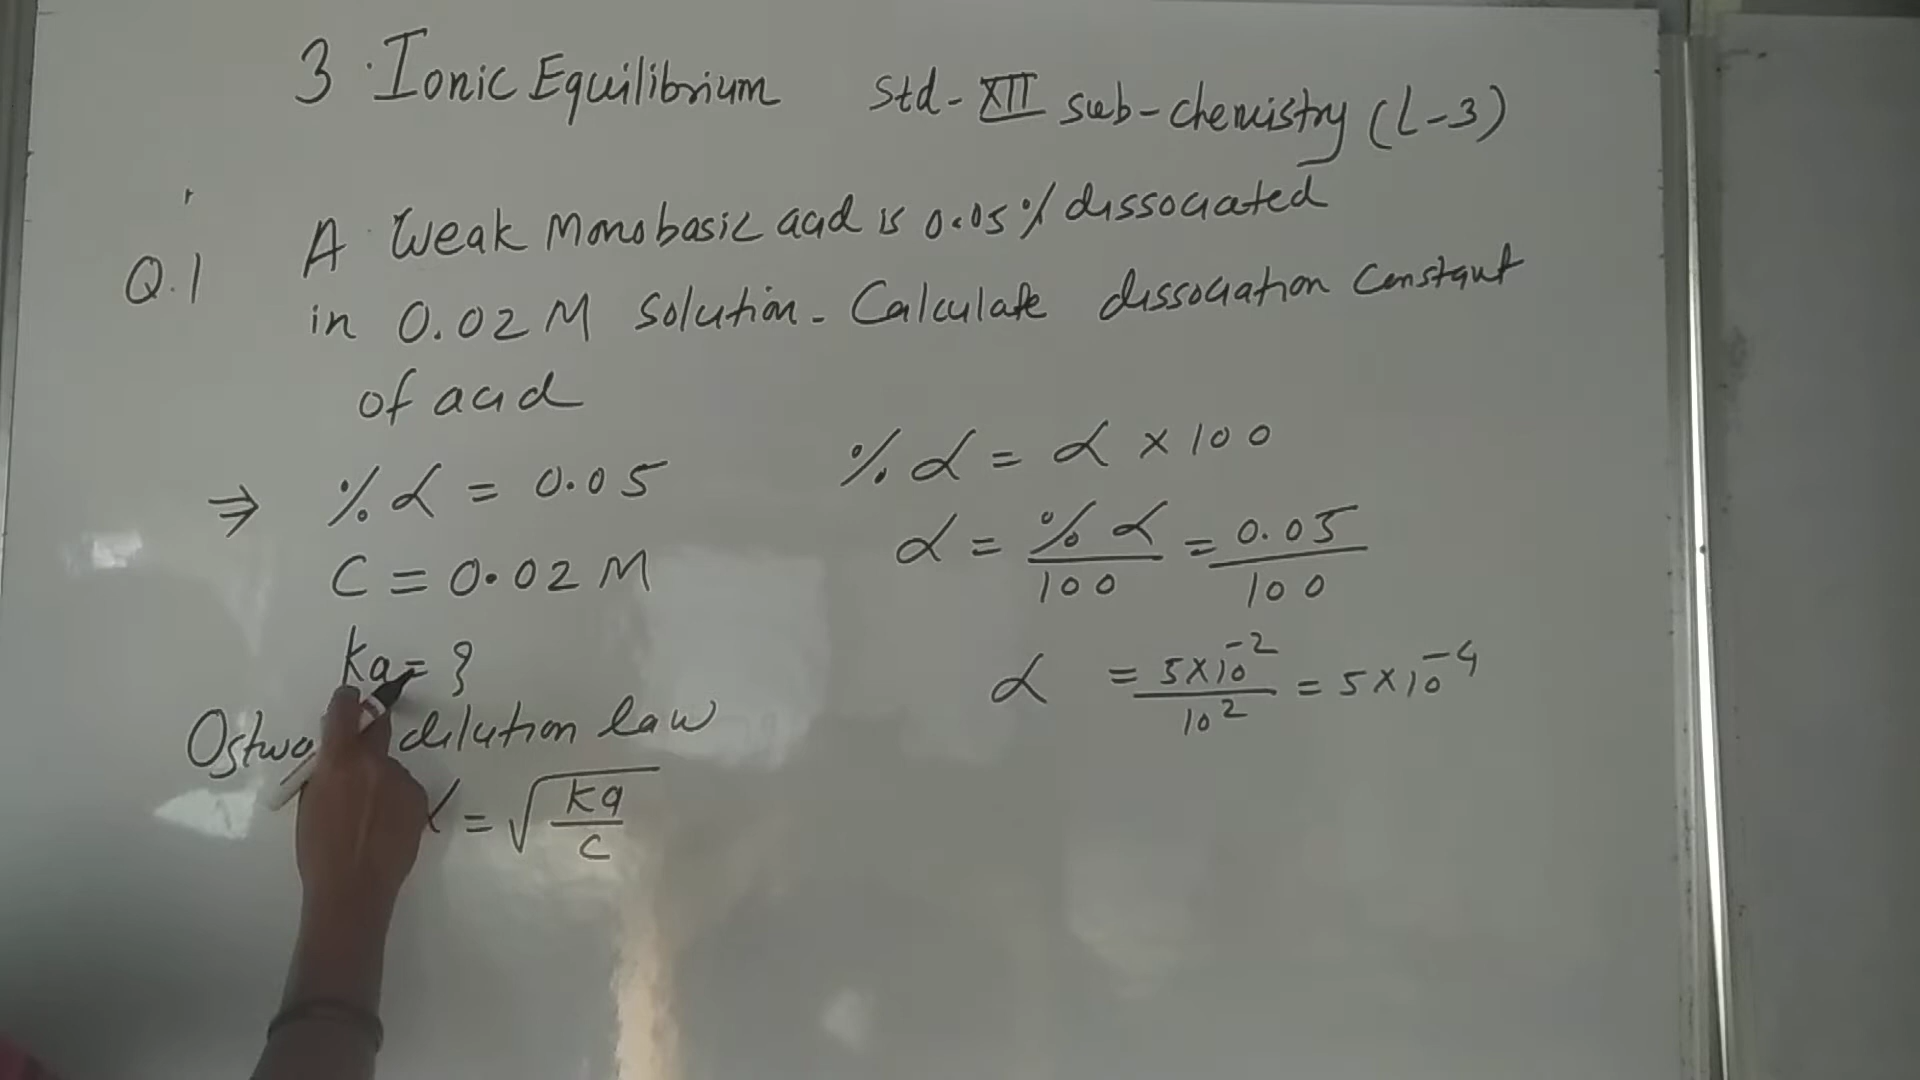 3. Ionic Equilibrium Std-XII Sub-chemistry (L-3)
Q.1 A Weak Monobasic acid is 0.05% dissociated
in 0.02 M Solution - Calculate dissociation Constant
of acid
⇒ % α = 0.05
C = 0.02 M
Ka = ?
dilution law
α = √(Ka/C)
% α = α × 100
α = % α / 100 = 0.05 / 100
α = 5×10⁻² / 10² = 5×10⁻⁴